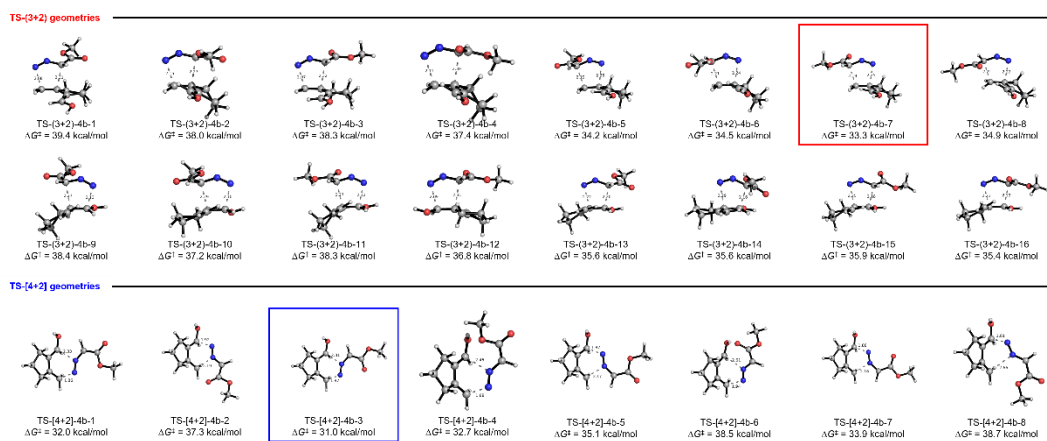 TS-(3+2) geometries
TS-(3+2)-4b-1
ΔG‡ = 39.4 kcal/mol
TS-(3+2)-4b-2
ΔG‡ = 38.0 kcal/mol
TS-(3+2)-4b-3
ΔG‡ = 38.3 kcal/mol
TS-(3+2)-4b-4
ΔG‡ = 37.4 kcal/mol
TS-(3+2)-4b-5
ΔG‡ = 34.2 kcal/mol
TS-(3+2)-4b-6
ΔG‡ = 34.5 kcal/mol
TS-(3+2)-4b-7
ΔG‡ = 33.3 kcal/mol
TS-(3+2)-4b-8
ΔG‡ = 34.9 kcal/mol
TS-(3+2)-4b-9
ΔG‡ = 38.4 kcal/mol
TS-(3+2)-4b-10
ΔG‡ = 37.2 kcal/mol
TS-(3+2)-4b-11
ΔG‡ = 38.3 kcal/mol
TS-(3+2)-4b-12
ΔG‡ = 36.8 kcal/mol
TS-(3+2)-4b-13
ΔG‡ = 35.6 kcal/mol
TS-(3+2)-4b-14
ΔG‡ = 35.6 kcal/mol
TS-(3+2)-4b-15
ΔG‡ = 35.9 kcal/mol
TS-(3+2)-4b-16
ΔG‡ = 35.4 kcal/mol
TS-[4+2] geometries
TS-[4+2]-4b-1
ΔG‡ = 32.0 kcal/mol
TS-[4+2]-4b-2
ΔG‡ = 37.3 kcal/mol
TS-[4+2]-4b-3
ΔG‡ = 31.0 kcal/mol
TS-[4+2]-4b-4
ΔG‡ = 32.7 kcal/mol
TS-[4+2]-4b-5
ΔG‡ = 35.1 kcal/mol
TS-[4+2]-4b-6
ΔG‡ = 38.5 kcal/mol
TS-[4+2]-4b-7
ΔG‡ = 33.9 kcal/mol
TS-[4+2]-4b-8
ΔG‡ = 38.7 kcal/mol